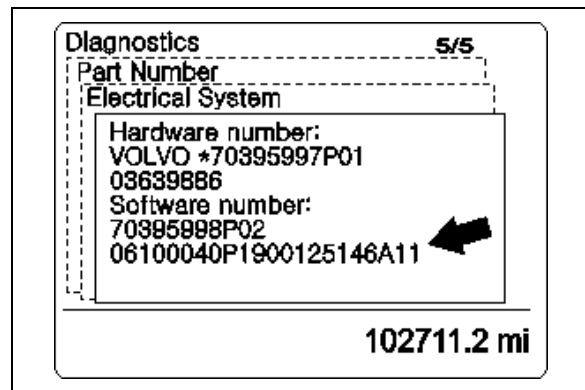 Diagnostics 5/5
Part Number
Electrical System
Hardware number:
VOLVO *70395997P01
03639886
Software number:
70395998P02
06100040P1900125146A11
102711.2 mi